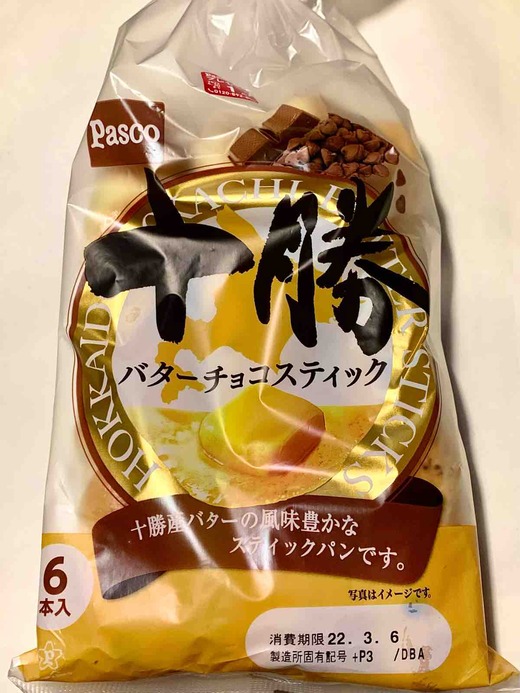 Pasco
HOKKAIDO TOKACHI BUTTER STICKS
十勝
バターチョコスティック
十勝産バターの風味豊かな
スティックパンです。
6
本入
写真はイメージです。
消費期限 22. 3. 6
製造所固有記号 +P3 /DBA